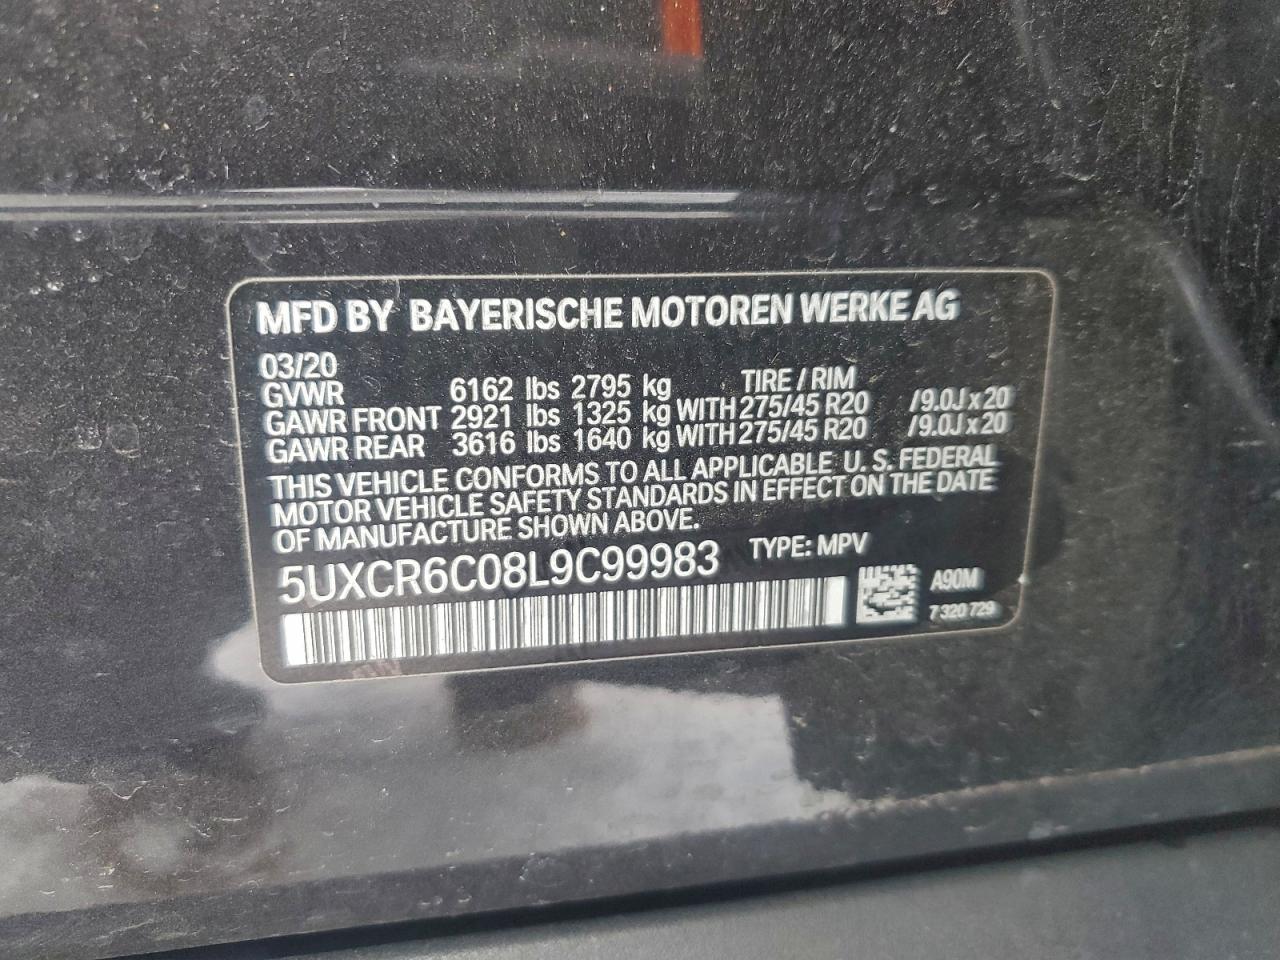 MFD BY BAYERISCHE MOTOREN WERKE AG
03/20
GVWR 6162 lbs 2795 kg TIRE / RIM
GAWR FRONT 2921 lbs 1325 kg WITH 275/45 R20 /9.0J x 20
GAWR REAR 3616 lbs 1640 kg WITH 275/45 R20 /9.0J x 20
THIS VEHICLE CONFORMS TO ALL APPLICABLE U.S. FEDERAL
MOTOR VEHICLE SAFETY STANDARDS IN EFFECT ON THE DATE
OF MANUFACTURE SHOWN ABOVE.
5UXCR6C08L9C99983 TYPE: MPV
A90M
7 320 729